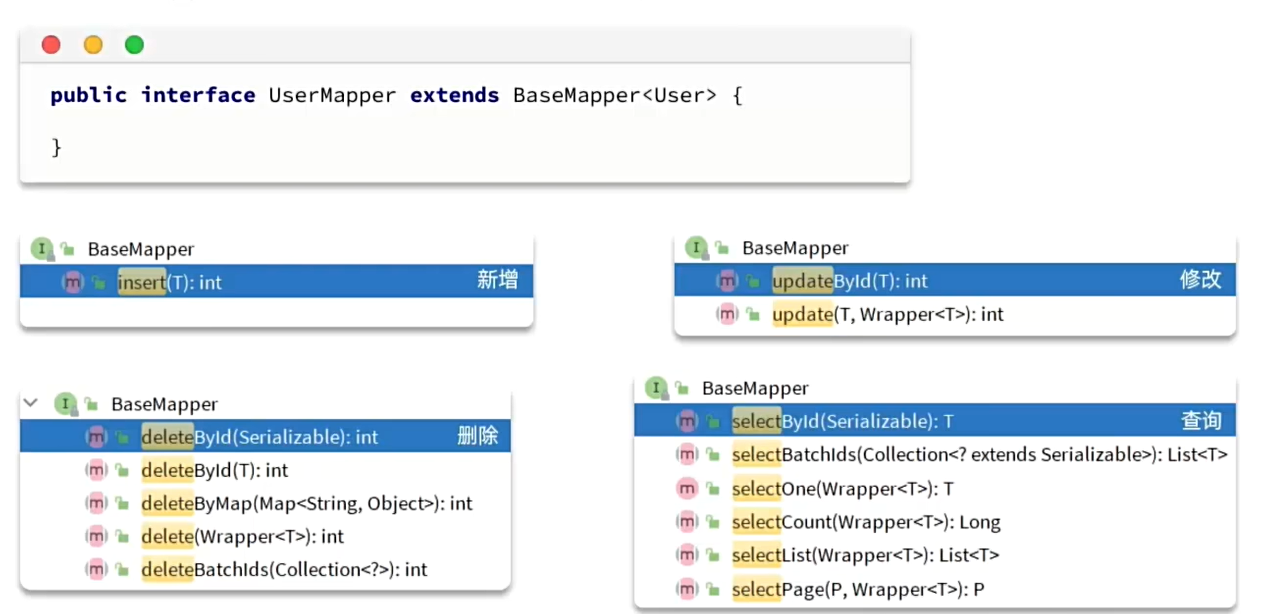 public interface UserMapper extends BaseMapper<User> {
}
BaseMapper
insert(T): int 新增
BaseMapper
updateById(T): int 修改
update(T, Wrapper<T>): int
BaseMapper
deleteById(Serializable): int 删除
deleteById(T): int
deleteByMap(Map<String, Object>): int
delete(Wrapper<T>): int
deleteBatchIds(Collection<?>): int
BaseMapper
selectById(Serializable): T 查询
selectBatchIds(Collection<? extends Serializable>): List<T>
selectOne(Wrapper<T>): T
selectCount(Wrapper<T>): Long
selectList(Wrapper<T>): List<T>
selectPage(P, Wrapper<T>): P